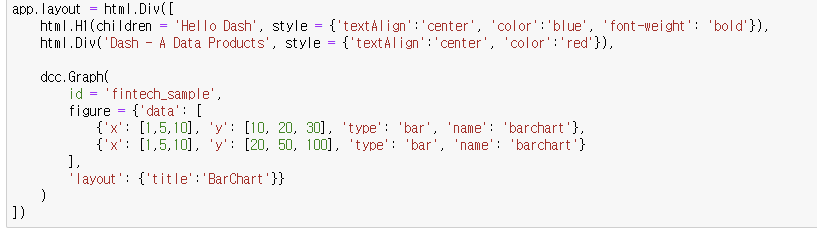 app.layout = html.Div([
    html.H1(children = 'Hello Dash', style = {'textAlign':'center', 'color':'blue', 'font-weight': 'bold'}),
    html.Div('Dash - A Data Products', style = {'textAlign':'center', 'color':'red'}),

    dcc.Graph(
        id = 'fintech_sample',
        figure = {'data': [
            {'x': [1,5,10], 'y': [10, 20, 30], 'type': 'bar', 'name': 'barchart'},
            {'x': [1,5,10], 'y': [20, 50, 100], 'type': 'bar', 'name': 'barchart'}
        ],
        'layout': {'title':'BarChart'}}
    )
])